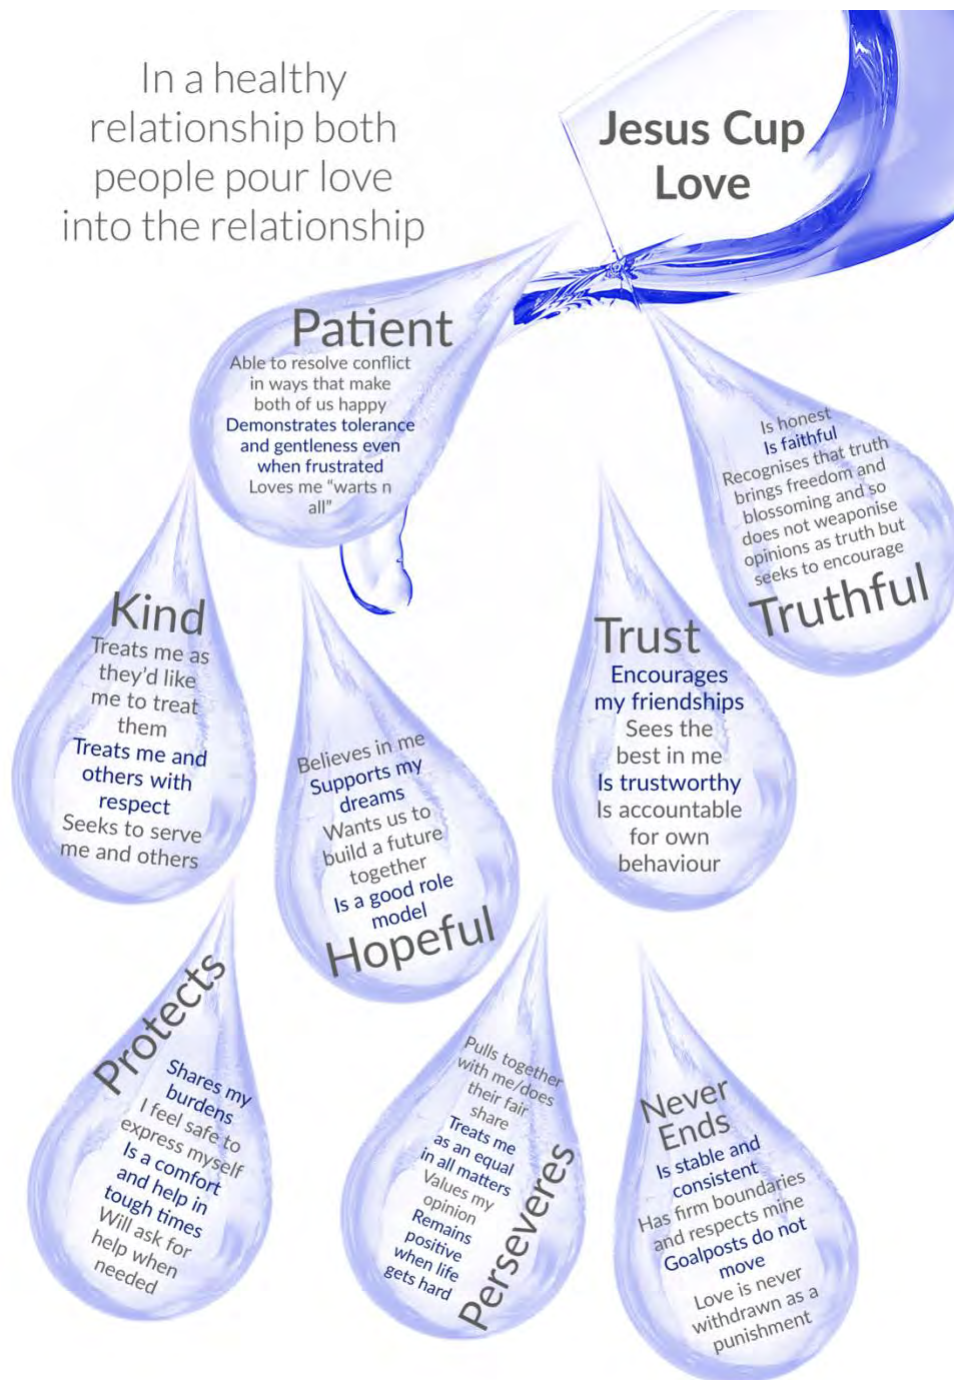 In a healthy
relationship both
people pour love
into the relationship
Jesus Cup
Love
Patient
Able to resolve conflict
in ways that make
both of us happy
Demonstrates tolerance
and gentleness even
when frustrated
Loves me “warts n
all”
Is honest
Is faithful
Recognises that truth
brings freedom and
blossoming and so
does not weaponise
opinions as truth but
seeks to encourage
Truthful
Kind
Treats me as
they’d like
me to treat
them
Treats me and
others with
respect
Seeks to serve
me and others
Believes in me
Supports my
dreams
Wants us to
build a future
together
Is a good role
model
Hopeful
Trust
Encourages
my friendships
Sees the
best in me
Is trustworthy
Is accountable
for own
behaviour
Protects
Shares my
burdens
I feel safe to
express myself
Is a comfort
and help in
tough times
Will ask for
help when
needed
Pulls together
with me/does
their fair
share
Treats me
as an equal
in all matters
Values my
opinion
Remains
positive
when life
gets hard
Perseveres
Never
Ends
Is stable and
consistent
Has firm boundaries
and respects mine
Goalposts do not
move
Love is never
withdrawn as a
punishment